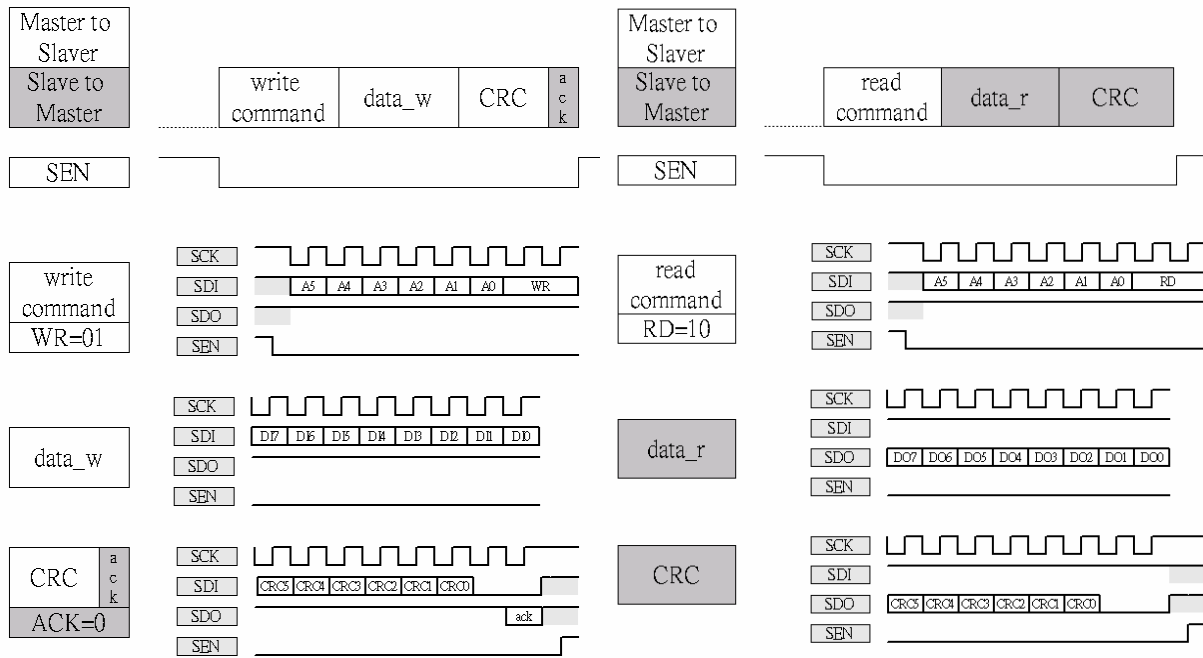 Master to
Slaver
Slave to
Master
write
command
data_w
CRC
a
c
k
SEN
write
command
WR=01
SCK
SDI
A5
A4
A3
A2
A1
A0
WR
SDO
SEN
data_w
SCK
SDI
DI7
DI6
DI5
DI4
DI3
DI2
DI1
DI0
SDO
SEN
CRC
a
c
k
ACK=0
SCK
SDI
CRC5
CRC4
CRC3
CRC2
CRC1
CRC0
SDO
ack
SEN
Master to
Slaver
Slave to
Master
read
command
data_r
CRC
SEN
read
command
RD=10
SCK
SDI
A5
A4
A3
A2
A1
A0
RD
SDO
SEN
data_r
SCK
SDI
SDO
DO7
DO6
DO5
DO4
DO3
DO2
DO1
DO0
SEN
CRC
SCK
SDI
SDO
CRC5
CRC4
CRC3
CRC2
CRC1
CRC0
SEN